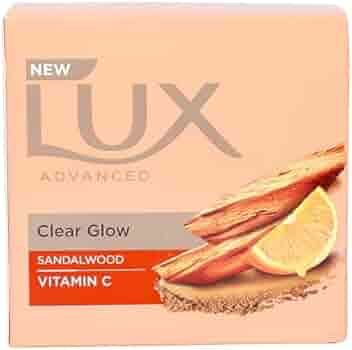 NEW
LUX
ADVANCED
Clear Glow
SANDALWOOD
VITAMIN C